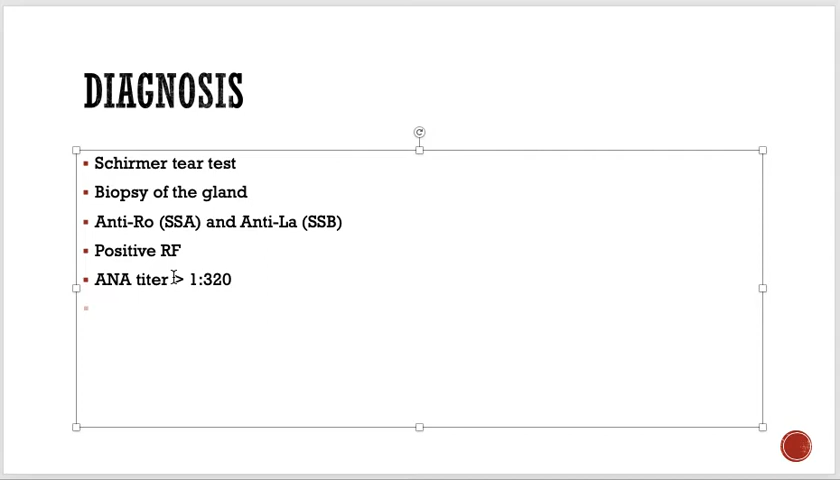 DIAGNOSIS
Schirmer tear test
Biopsy of the gland
Anti-Ro (SSA) and Anti-La (SSB)
Positive RF
ANA titer > 1:320